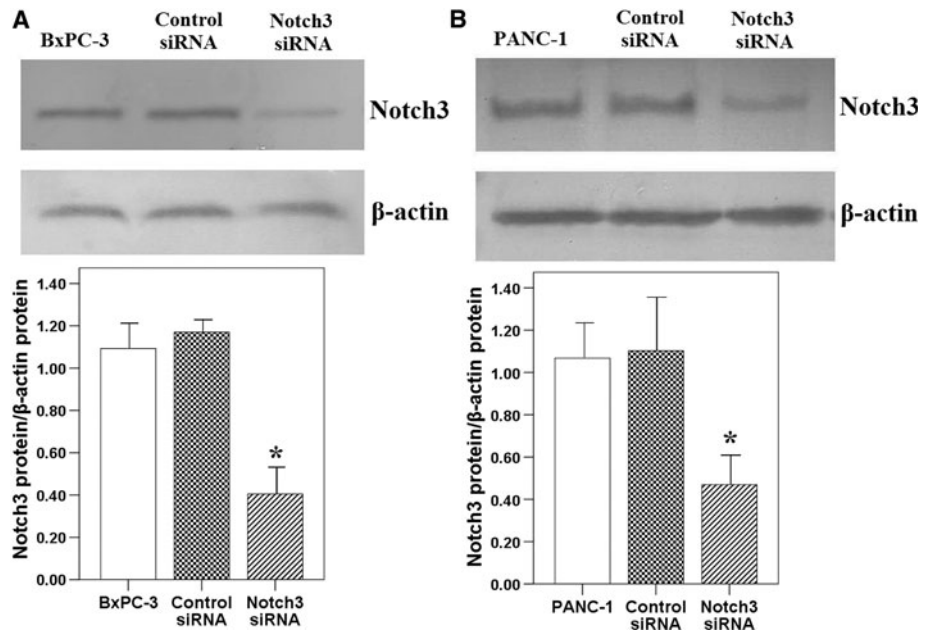 A
BxPC-3
Control
siRNA
Notch3
siRNA
Notch3
β-actin
Notch3 protein/β-actin protein
1.40
1.20
1.00
0.80
0.60
0.40
0.20
0.00
*
BxPC-3
Control
siRNA
Notch3
siRNA
B
PANC-1
Control
siRNA
Notch3
siRNA
Notch3
β-actin
Notch3 protein/β-actin protein
1.40
1.20
1.00
0.80
0.60
0.40
0.20
0.00
*
PANC-1
Control
siRNA
Notch3
siRNA